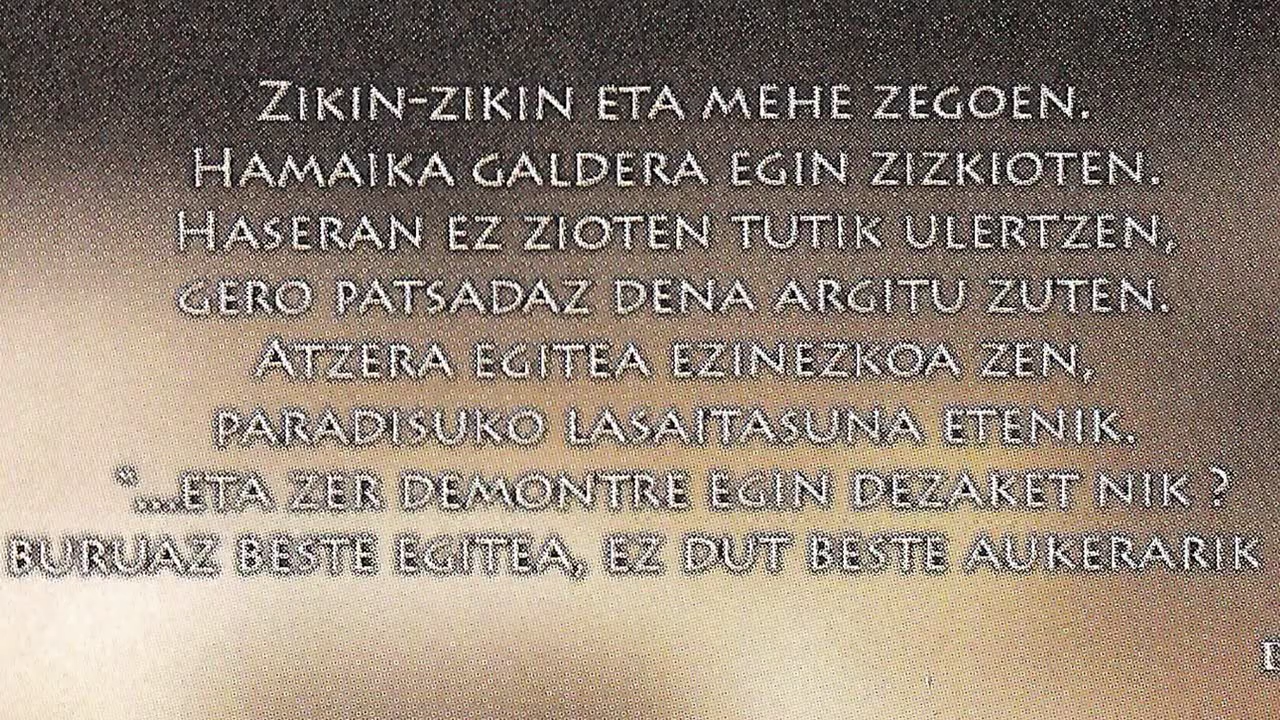 Zikin-zikin eta mehe zegoen.
Hamaika galdera egin zizkioten.
Haseran ez zioten tutik ulertzen,
gero patsadaz dena argitu zuten.
Atzera egitea ezinezkoa zen,
paradisuko lasaitasuna etenik.
"...eta zer demontre egin dezaket nik ?
buruaz beste egitea, ez dut beste aukerarik